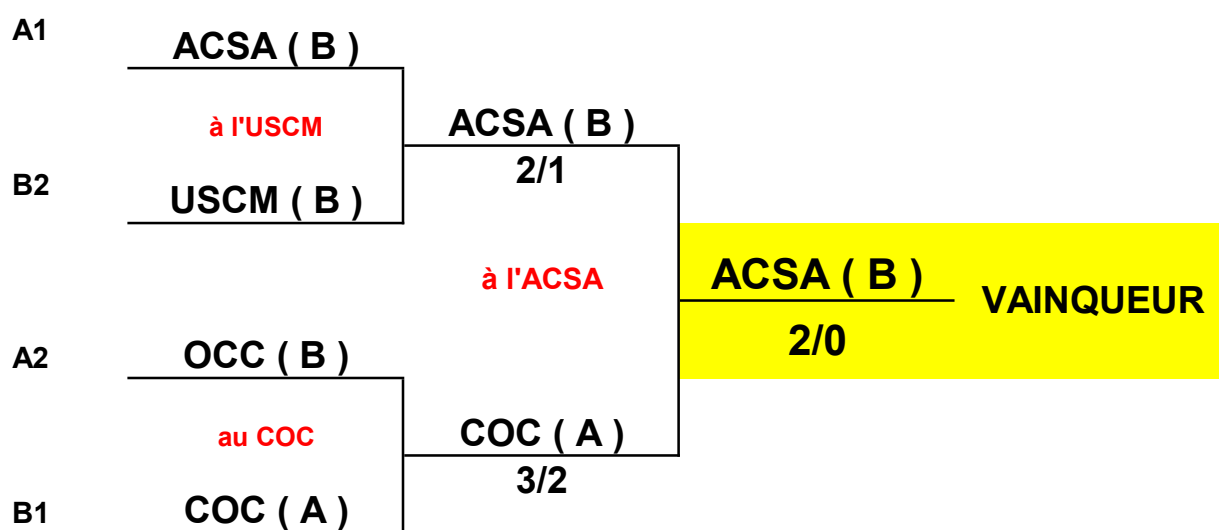 A1
ACSA ( B )
à l'USCM
ACSA ( B )
2/1
B2
USCM ( B )
à l'ACSA
ACSA ( B )
VAINQUEUR
2/0
A2
OCC ( B )
au COC
COC ( A )
3/2
B1
COC ( A )